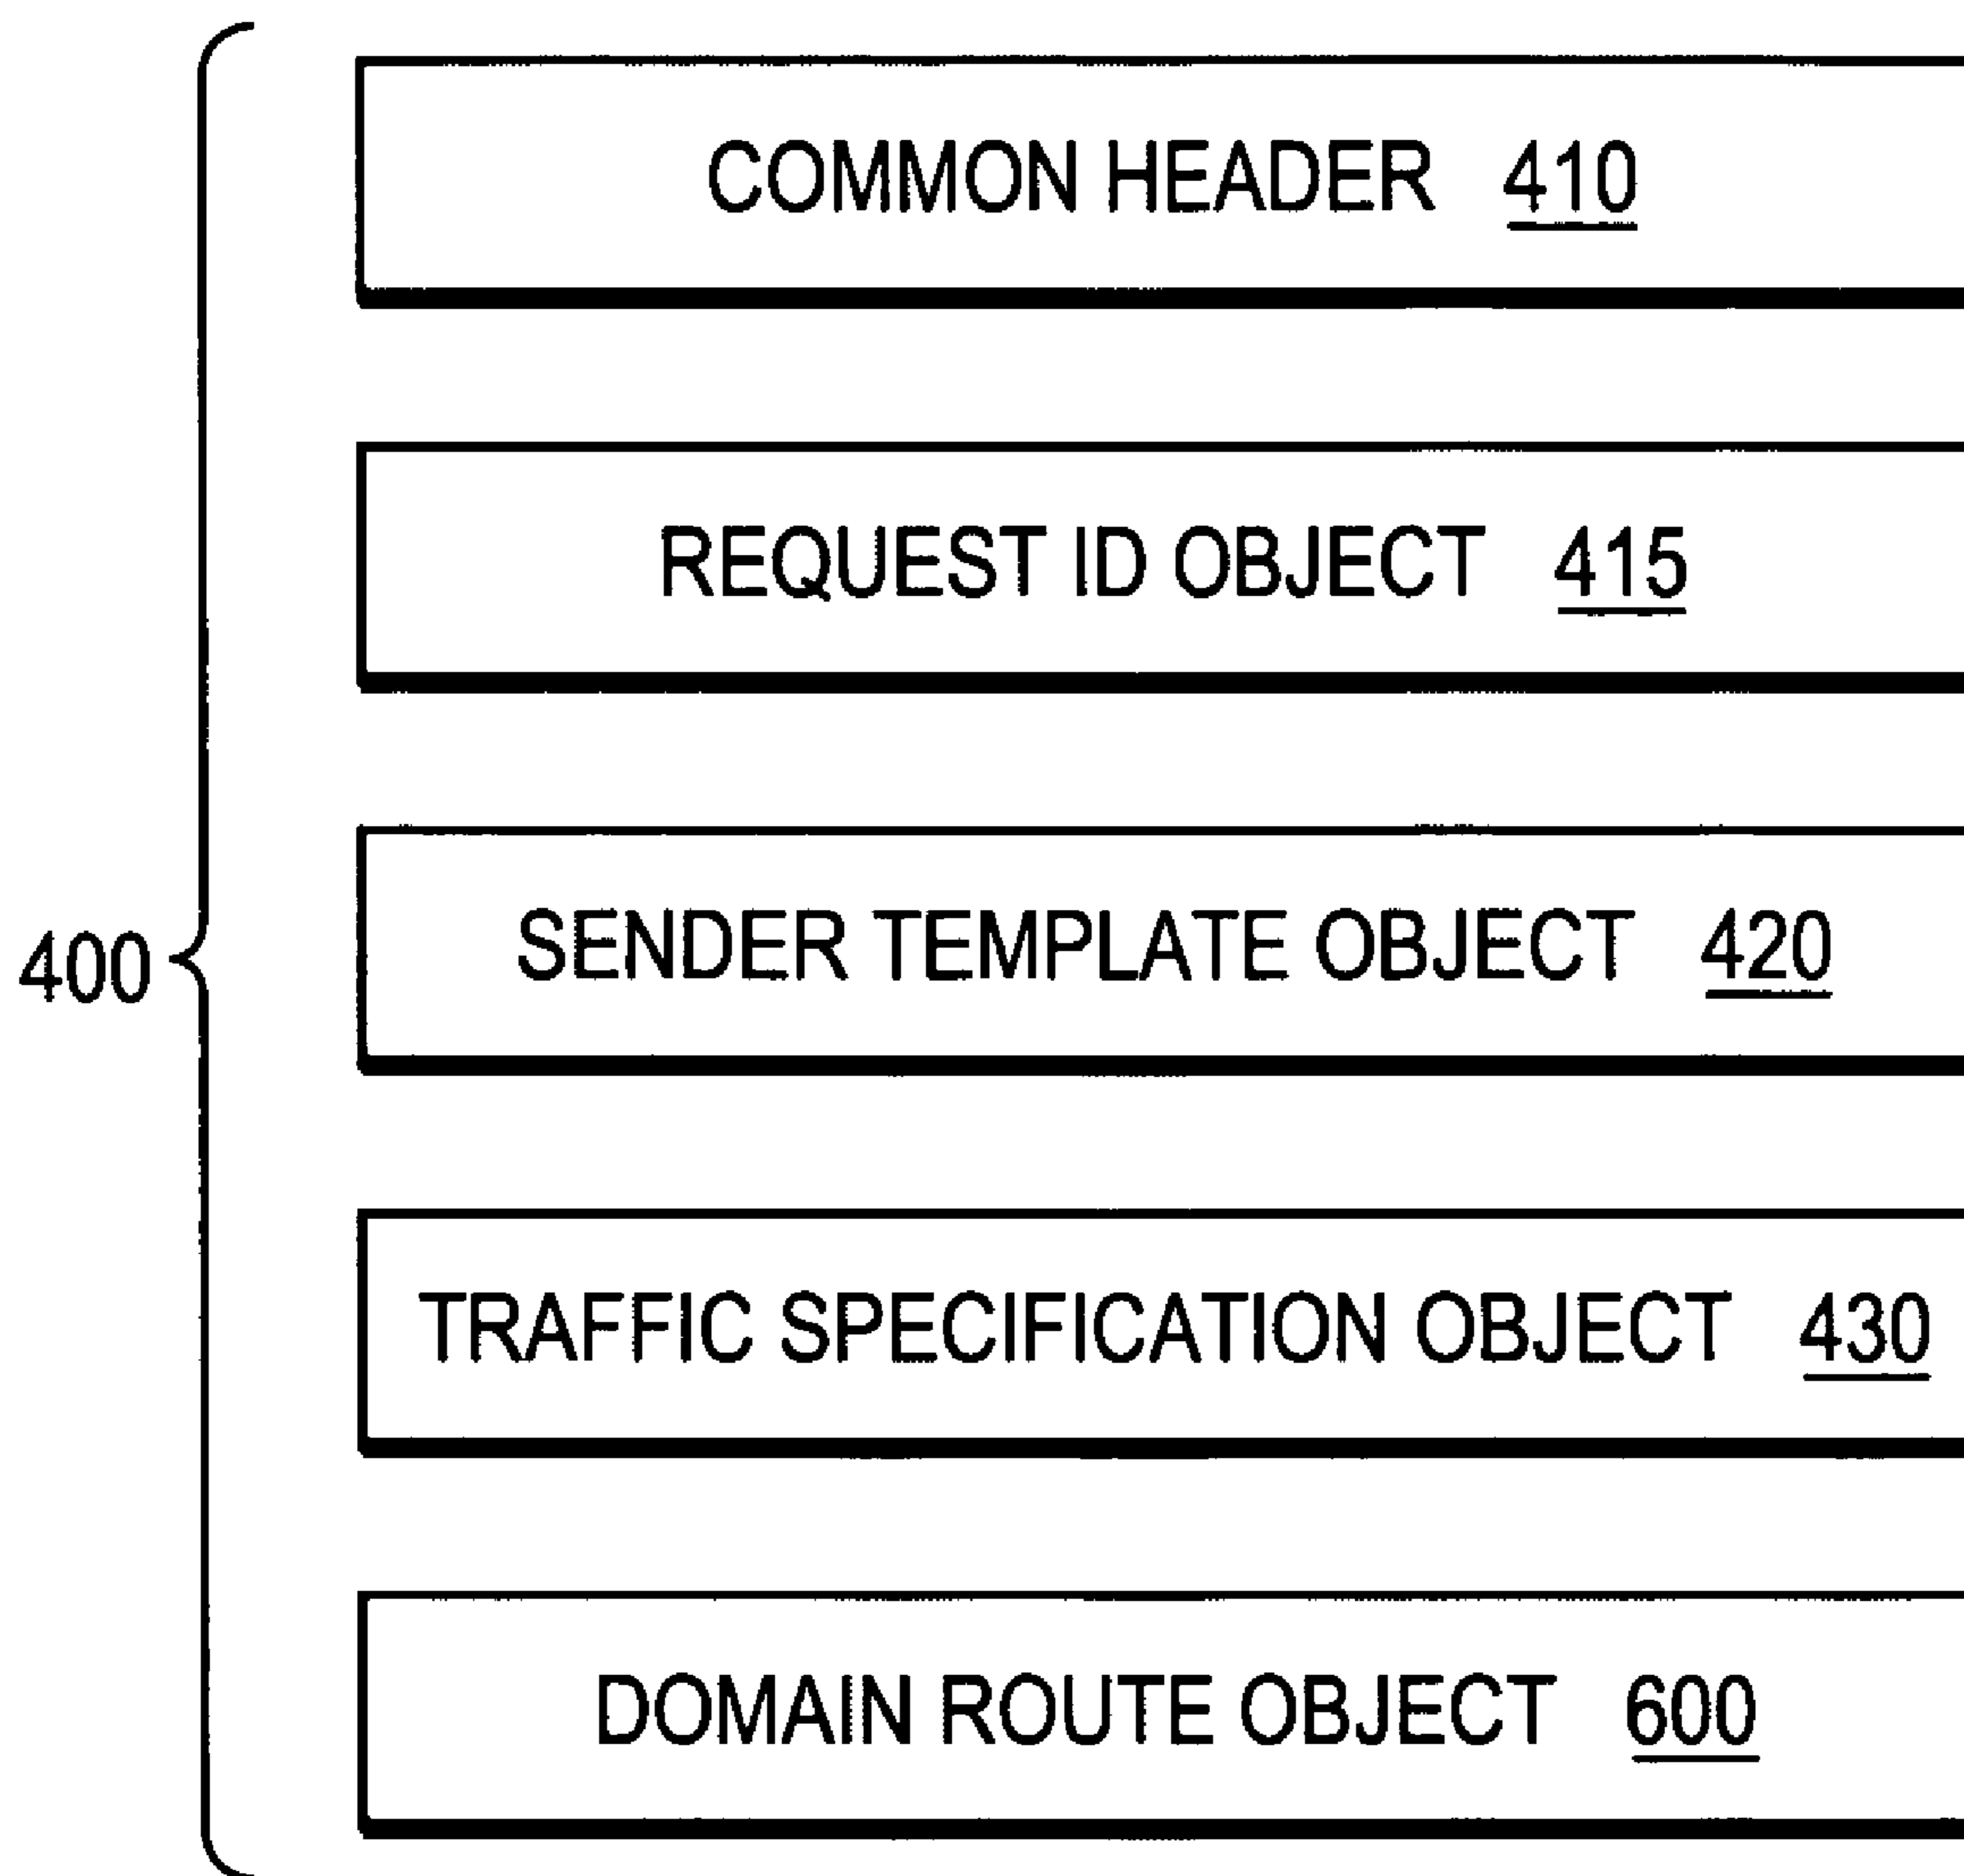 COMMON HEADER 410
REQUEST ID OBJECT 415
SENDER TEMPLATE OBJECT 420
400
TRAFFIC SPECIFICATION OBJECT 430
DOMAIN ROUTE OBJECT 600